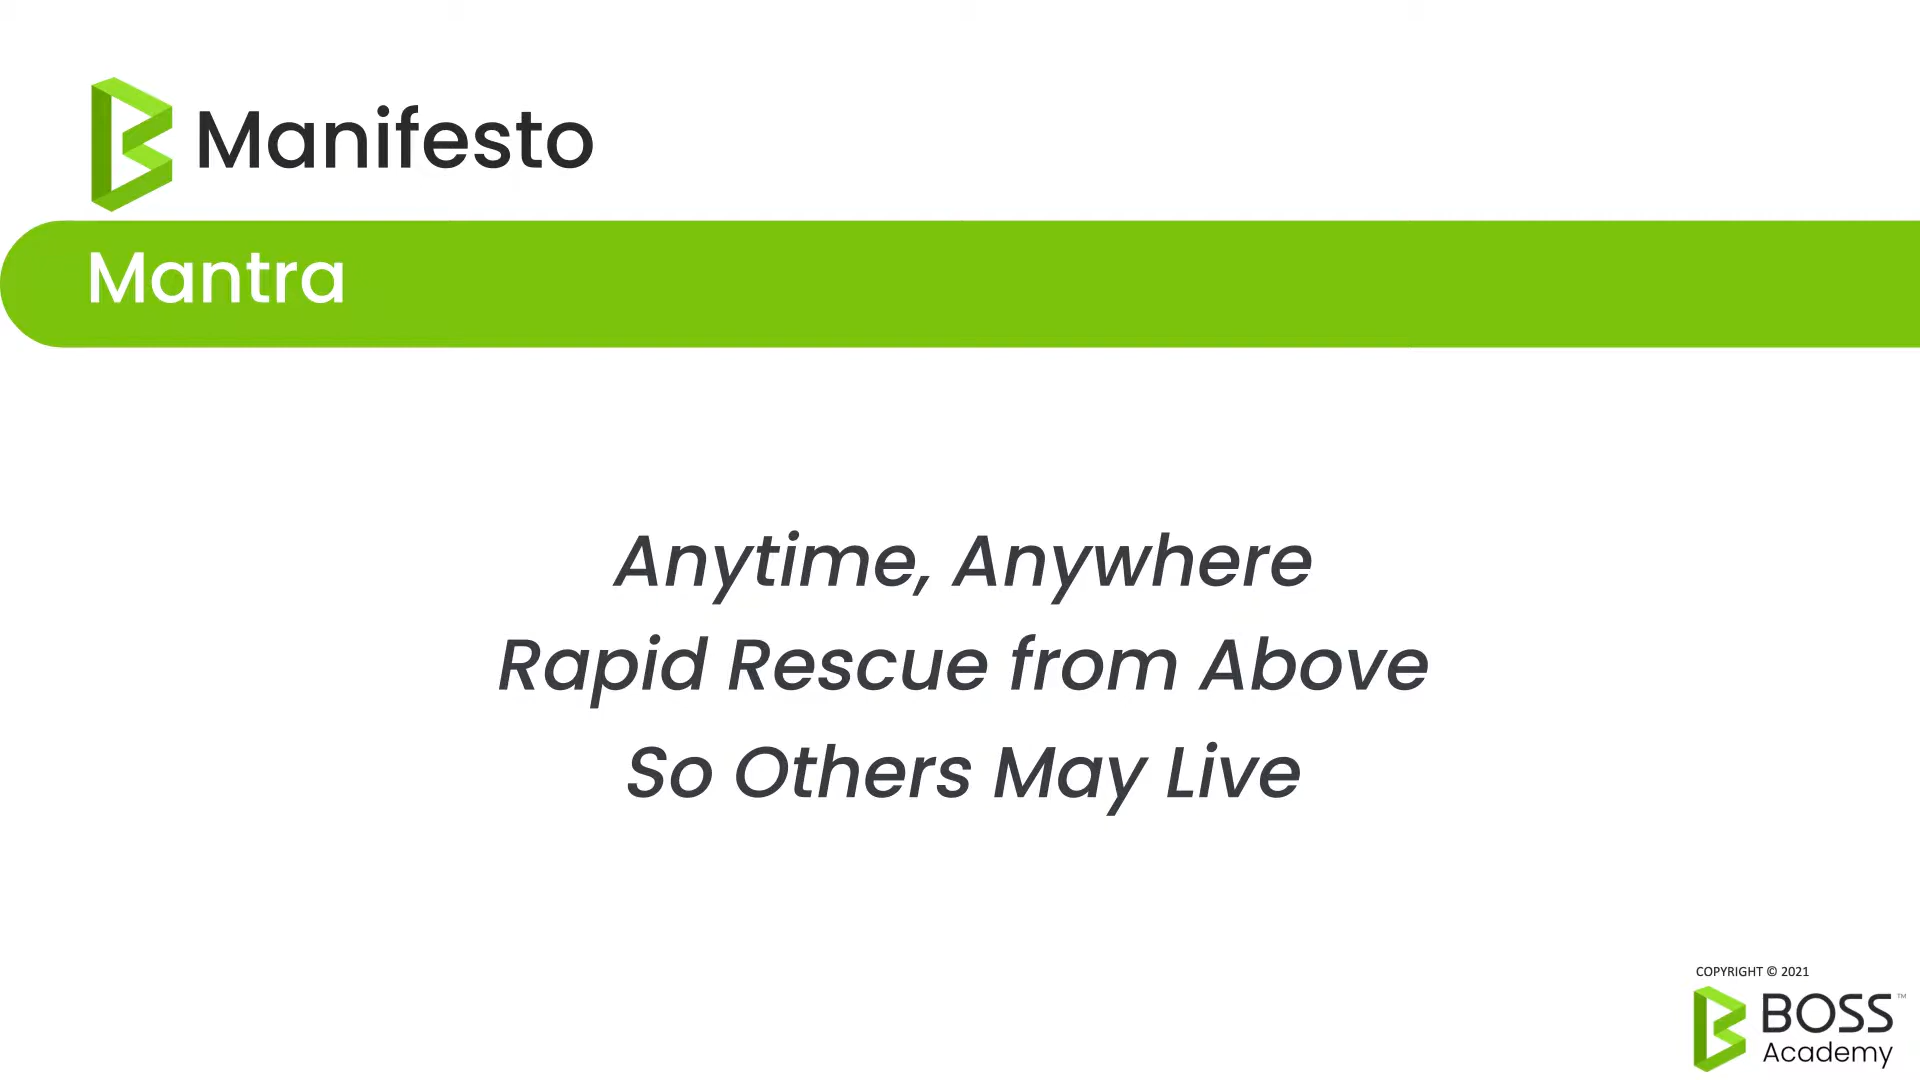 Manifesto
Mantra
Anytime, Anywhere
Rapid Rescue from Above
So Others May Live
COPYRIGHT © 2021
BOSS™
Academy